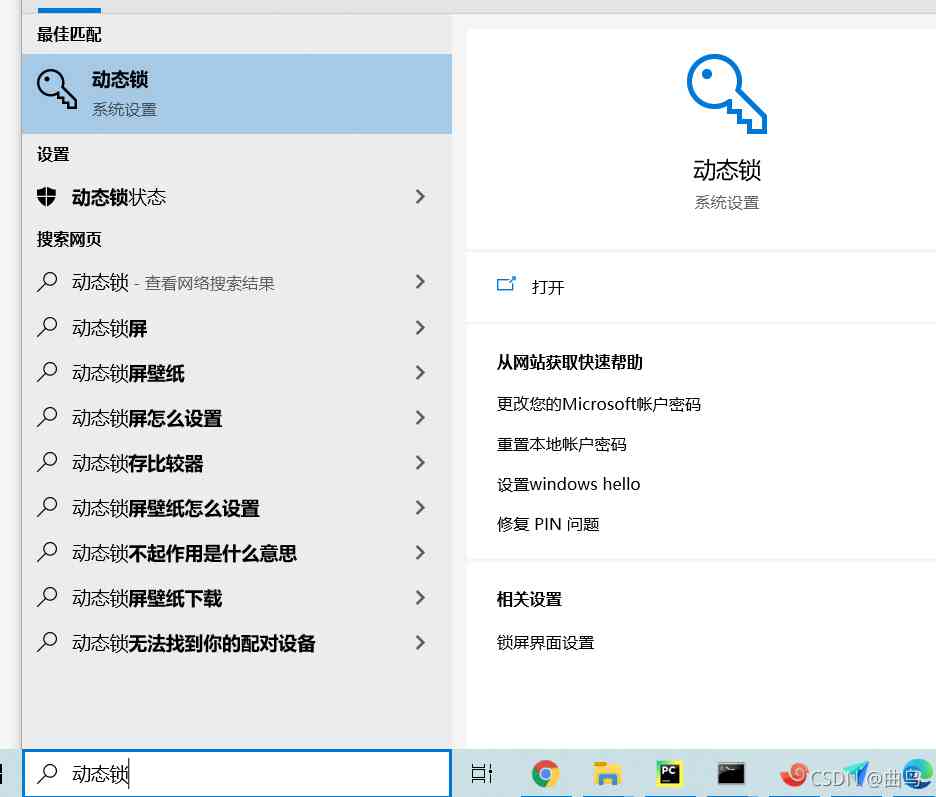 最佳匹配
动态锁
系统设置
设置
动态锁状态
搜索网页
动态锁 - 查看网络搜索结果
动态锁屏
动态锁屏壁纸
动态锁屏怎么设置
动态锁存比较器
动态锁屏壁纸怎么设置
动态锁不起作用是什么意思
动态锁屏壁纸下载
动态锁无法找到你的配对设备
动态锁
系统设置
打开
从网站获取快速帮助
更改您的Microsoft帐户密码
重置本地帐户密码
设置windows hello
修复 PIN 问题
相关设置
锁屏界面设置
动态锁
PC
CSDN @曲鸟